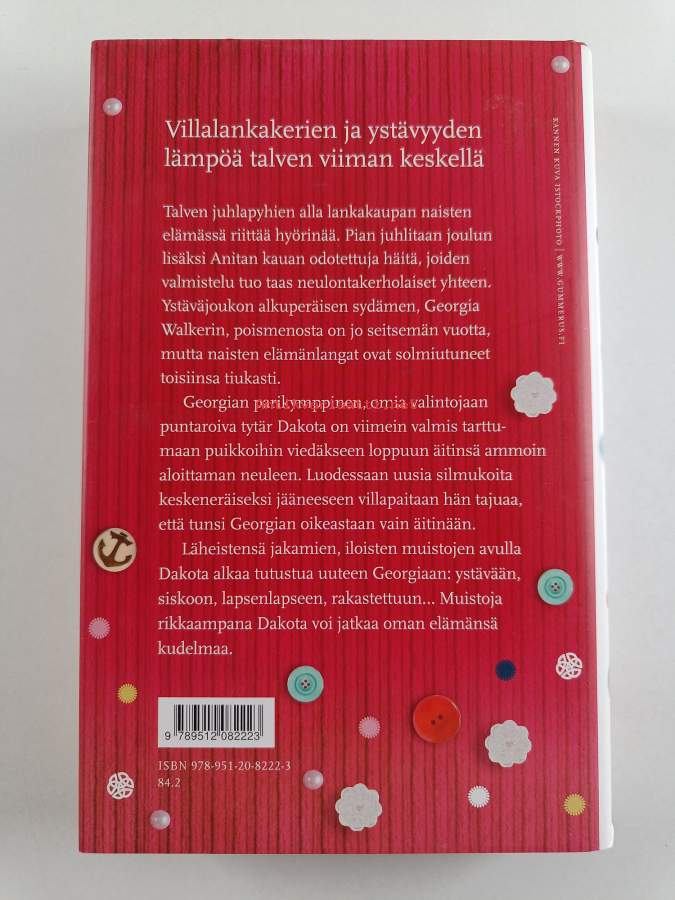 Villalankakerien ja ystävyyden
lämpöä talven viiman keskellä
Talven juhlapyhien alla lankakaupan naisten
elämässä riittää hyörinää. Pian juhlitaan joulun
lisäksi Anitan kauan odotettuja häitä, joiden
valmistelu tuo taas neulontakerholaiset yhteen.
Ystäväjoukon alkuperäisen sydämen, Georgia
Walkerin, poismenosta on jo seitsemän vuotta,
mutta naisten elämänlangat ovat solmiutuneet
toisiinsa tiukasti.
Georgian parikymppinen, omia valintojaan
puntaroiva tytär Dakota on viimein valmis tarttu-
maan puikkoihin viedäkseen loppuun äitinsä ammoin
aloittaman neuleen. Luodessaan uusia silmukoita
keskeneräiseksi jääneeseen villapaitaan hän tajuaa,
että tunsi Georgian oikeastaan vain äitinään.
Läheistensä jakamien, iloisten muistojen avulla
Dakota alkaa tutustua uuteen Georgiaan: ystävään,
siskoon, lapsenlapseen, rakastettuun... Muistoja
rikkaampana Dakota voi jatkaa oman elämänsä
kudelmaa.
9 789512 082223
ISBN 978-951-20-8222-3
84.2
KANNEN KUVA ISTOCKPHOTO | WWW.GUMMERUS.FI